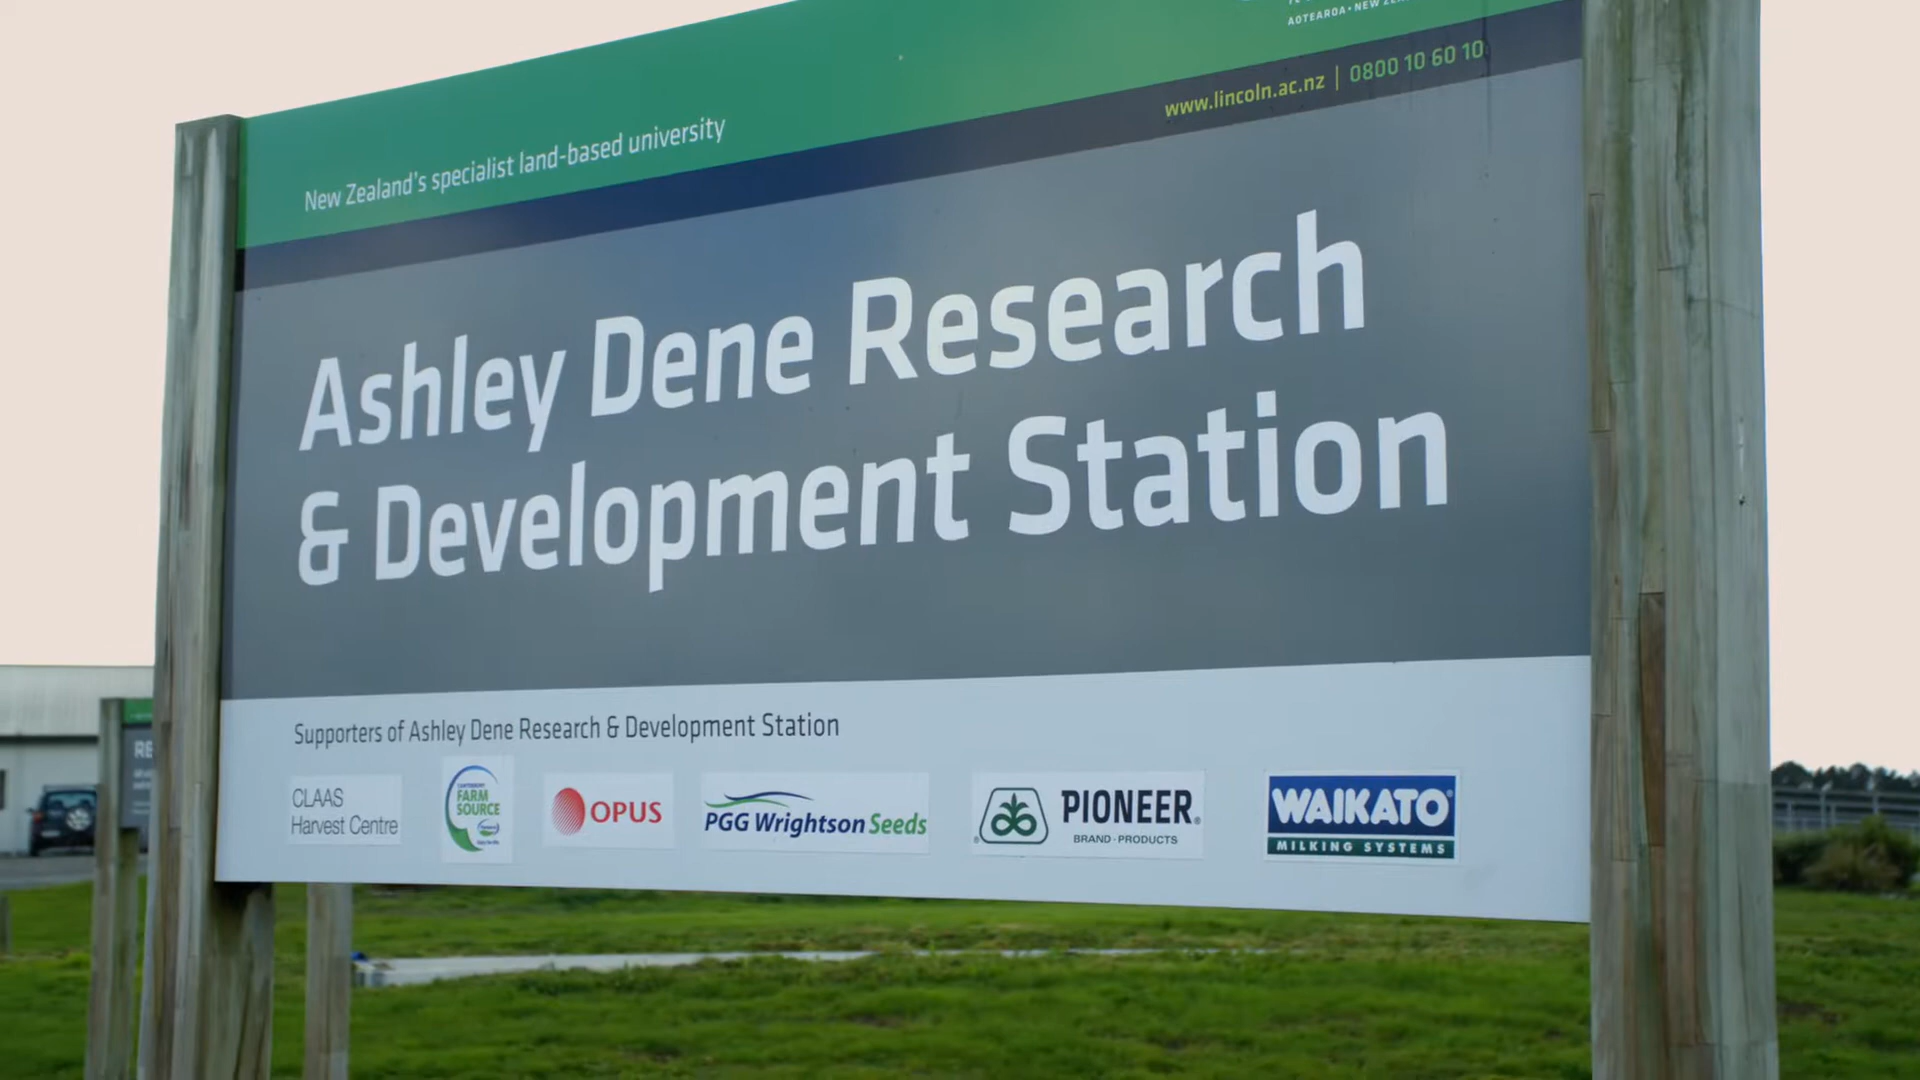 AOTEAROA • NEW
www.lincoln.ac.nz | 0800 10 60 10
New Zealand's specialist land-based university
Ashley Dene Research
& Development Station
Supporters of Ashley Dene Research & Development Station
CLAAS
Harvest Centre
FARM
SOURCE
OPUS
PGG Wrightson Seeds
PIONEER®
BRAND · PRODUCTS
WAIKATO®
MILKING SYSTEMS
RE